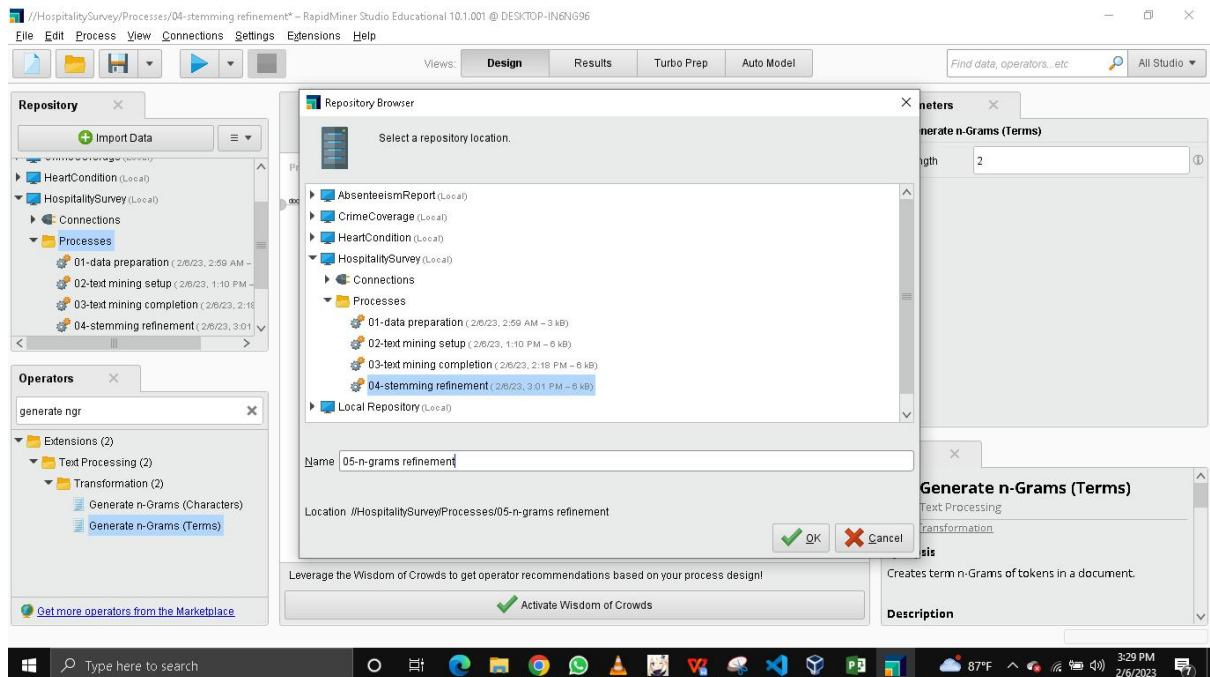 //HospitalitySurvey/Processes/04-stemming refinement* – RapidMiner Studio Educational 10.1.001 @ DESKTOP-IN6NG96
File Edit Process View Connections Settings Extensions Help
Views: Design Results Turbo Prep Auto Model Find data, operators...etc All Studio
Repository
Import Data
HeartCondition (Local)
HospitalitySurvey (Local)
Connections
Processes
01-data preparation (2/6/23, 2:59 AM –
02-text mining setup (2/6/23, 1:10 PM –
03-text mining completion (2/6/23, 2:18
04-stemming refinement (2/6/23, 3:01
Operators
generate ngr
Extensions (2)
Text Processing (2)
Transformation (2)
Generate n-Grams (Characters)
Generate n-Grams (Terms)
Get more operators from the Marketplace
Repository Browser
Select a repository location.
AbsenteeismReport (Local)
CrimeCoverage (Local)
HeartCondition (Local)
HospitalitySurvey (Local)
Connections
Processes
01-data preparation (2/6/23, 2:59 AM – 3 kB)
02-text mining setup (2/6/23, 1:10 PM – 6 kB)
03-text mining completion (2/6/23, 2:18 PM – 6 kB)
04-stemming refinement (2/6/23, 3:01 PM – 6 kB)
Local Repository (Local)
Name 05-n-grams refinement
Location //HospitalitySurvey/Processes/05-n-grams refinement
OK Cancel
Leverage the Wisdom of Crowds to get operator recommendations based on your process design!
Activate Wisdom of Crowds
meters
nerate n-Grams (Terms)
ngth 2
Generate n-Grams (Terms)
Text Processing
ransformation
sis
Creates term n-Grams of tokens in a document.
Description
Type here to search
87°F
3:29 PM
2/6/2023